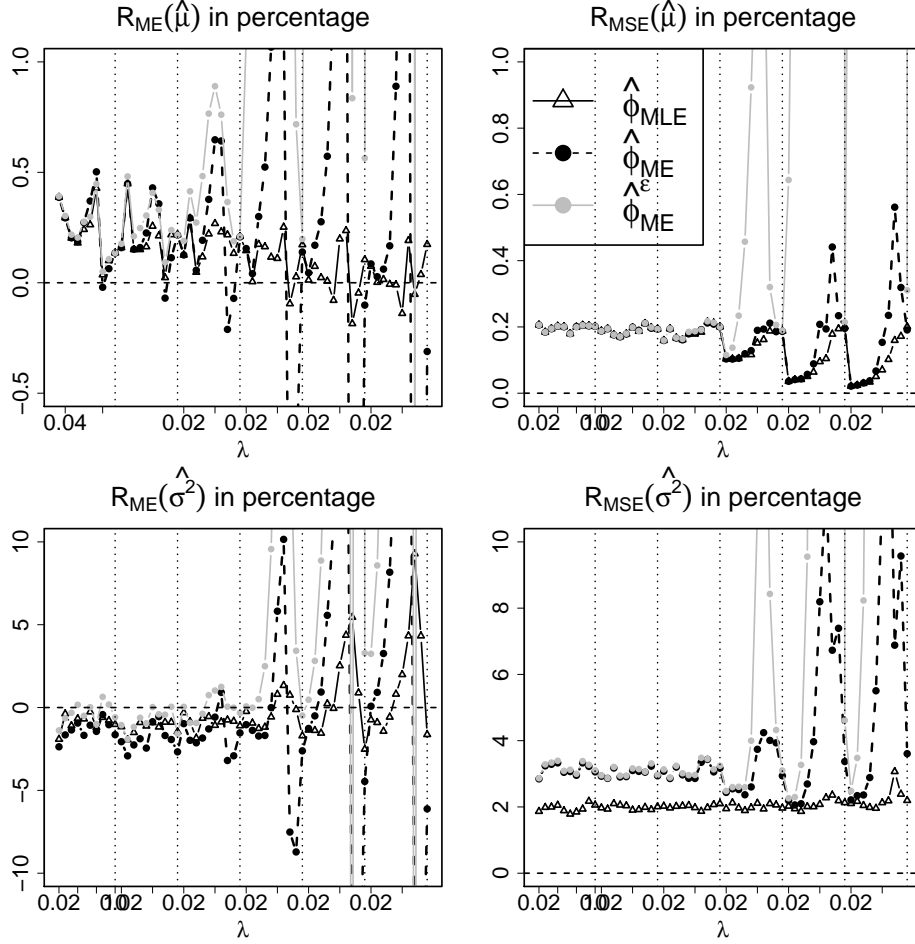 R_ME(μ̂) in percentage
1.0
0.5
0.0
−0.5
0.04 0.02 0.02 0.02 0.02
λ
R_MSE(μ̂) in percentage
1.0
0.8
0.6
0.4
0.2
0.0
ϕ̂_MLE
ϕ̂_ME
ϕ̂^ε_ME
0.02 0.02 0.02 0.02 0.02
λ
R_ME(σ̂²) in percentage
10
5
0
−5
−10
0.02 0.02 0.02 0.02 0.02
λ
R_MSE(σ̂²) in percentage
10
8
6
4
2
0
0.02 0.02 0.02 0.02 0.02
λ